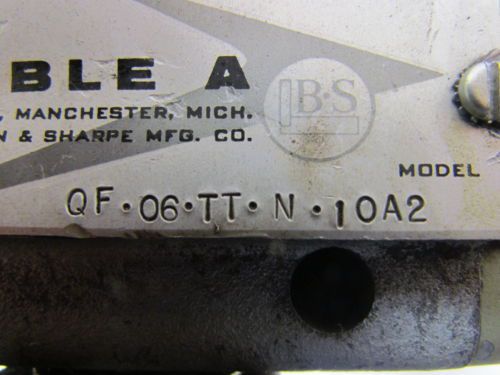 BLE A
, MANCHESTER, MICH.
N & SHARPE MFG. CO.
B·S
MODEL
QF·06·TT·N·10A2